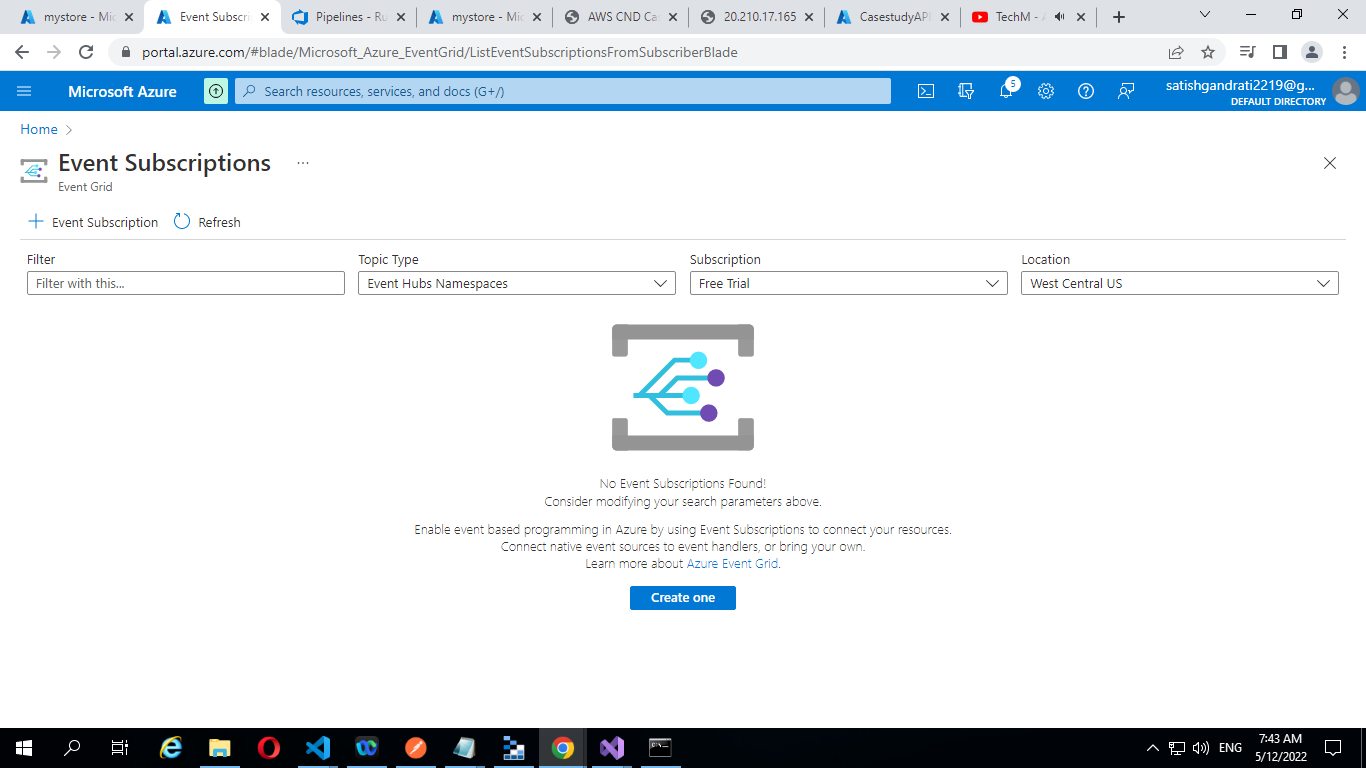 mystore - Mic
Event Subscri
Pipelines - Ru
mystore - Mic
AWS CND Ca
20.210.17.165
CasestudyAPI
TechM - A
portal.azure.com/#blade/Microsoft_Azure_EventGrid/ListEventSubscriptionsFromSubscriberBlade
Microsoft Azure
Search resources, services, and docs (G+/)
5
satishgandrati2219@g...
DEFAULT DIRECTORY
Home
Event Subscriptions
...
Event Grid
Event Subscription
Refresh
Filter
Topic Type
Subscription
Location
Filter with this...
Event Hubs Namespaces
Free Trial
West Central US
No Event Subscriptions Found!
Consider modifying your search parameters above.
Enable event based programming in Azure by using Event Subscriptions to connect your resources.
Connect native event sources to event handlers, or bring your own.
Learn more about Azure Event Grid.
Create one
ENG
7:43 AM
5/12/2022